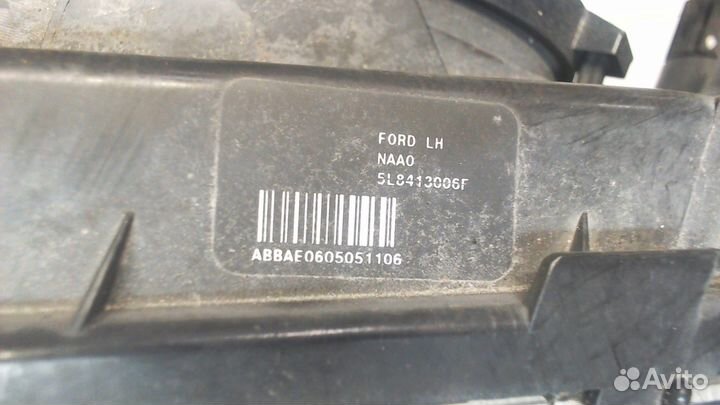 FORD LH
NAAO
5L8413006F
ABBAE0605051106
Avito